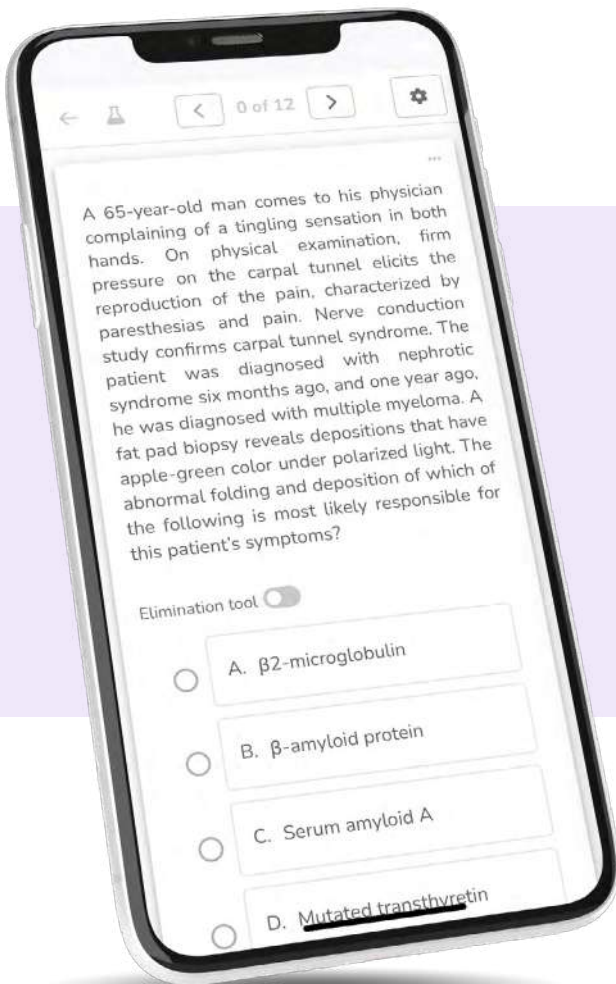 0 of 12
A 65-year-old man comes to his physician
complaining of a tingling sensation in both
hands. On physical examination, firm
pressure on the carpal tunnel elicits the
reproduction of the pain, characterized by
paresthesias and pain. Nerve conduction
study confirms carpal tunnel syndrome. The
patient was diagnosed with nephrotic
syndrome six months ago, and one year ago,
he was diagnosed with multiple myeloma. A
fat pad biopsy reveals depositions that have
apple-green color under polarized light. The
abnormal folding and deposition of which of
the following is most likely responsible for
this patient's symptoms?
Elimination tool
A. β2-microglobulin
B. β-amyloid protein
C. Serum amyloid A
D. Mutated transthyretin